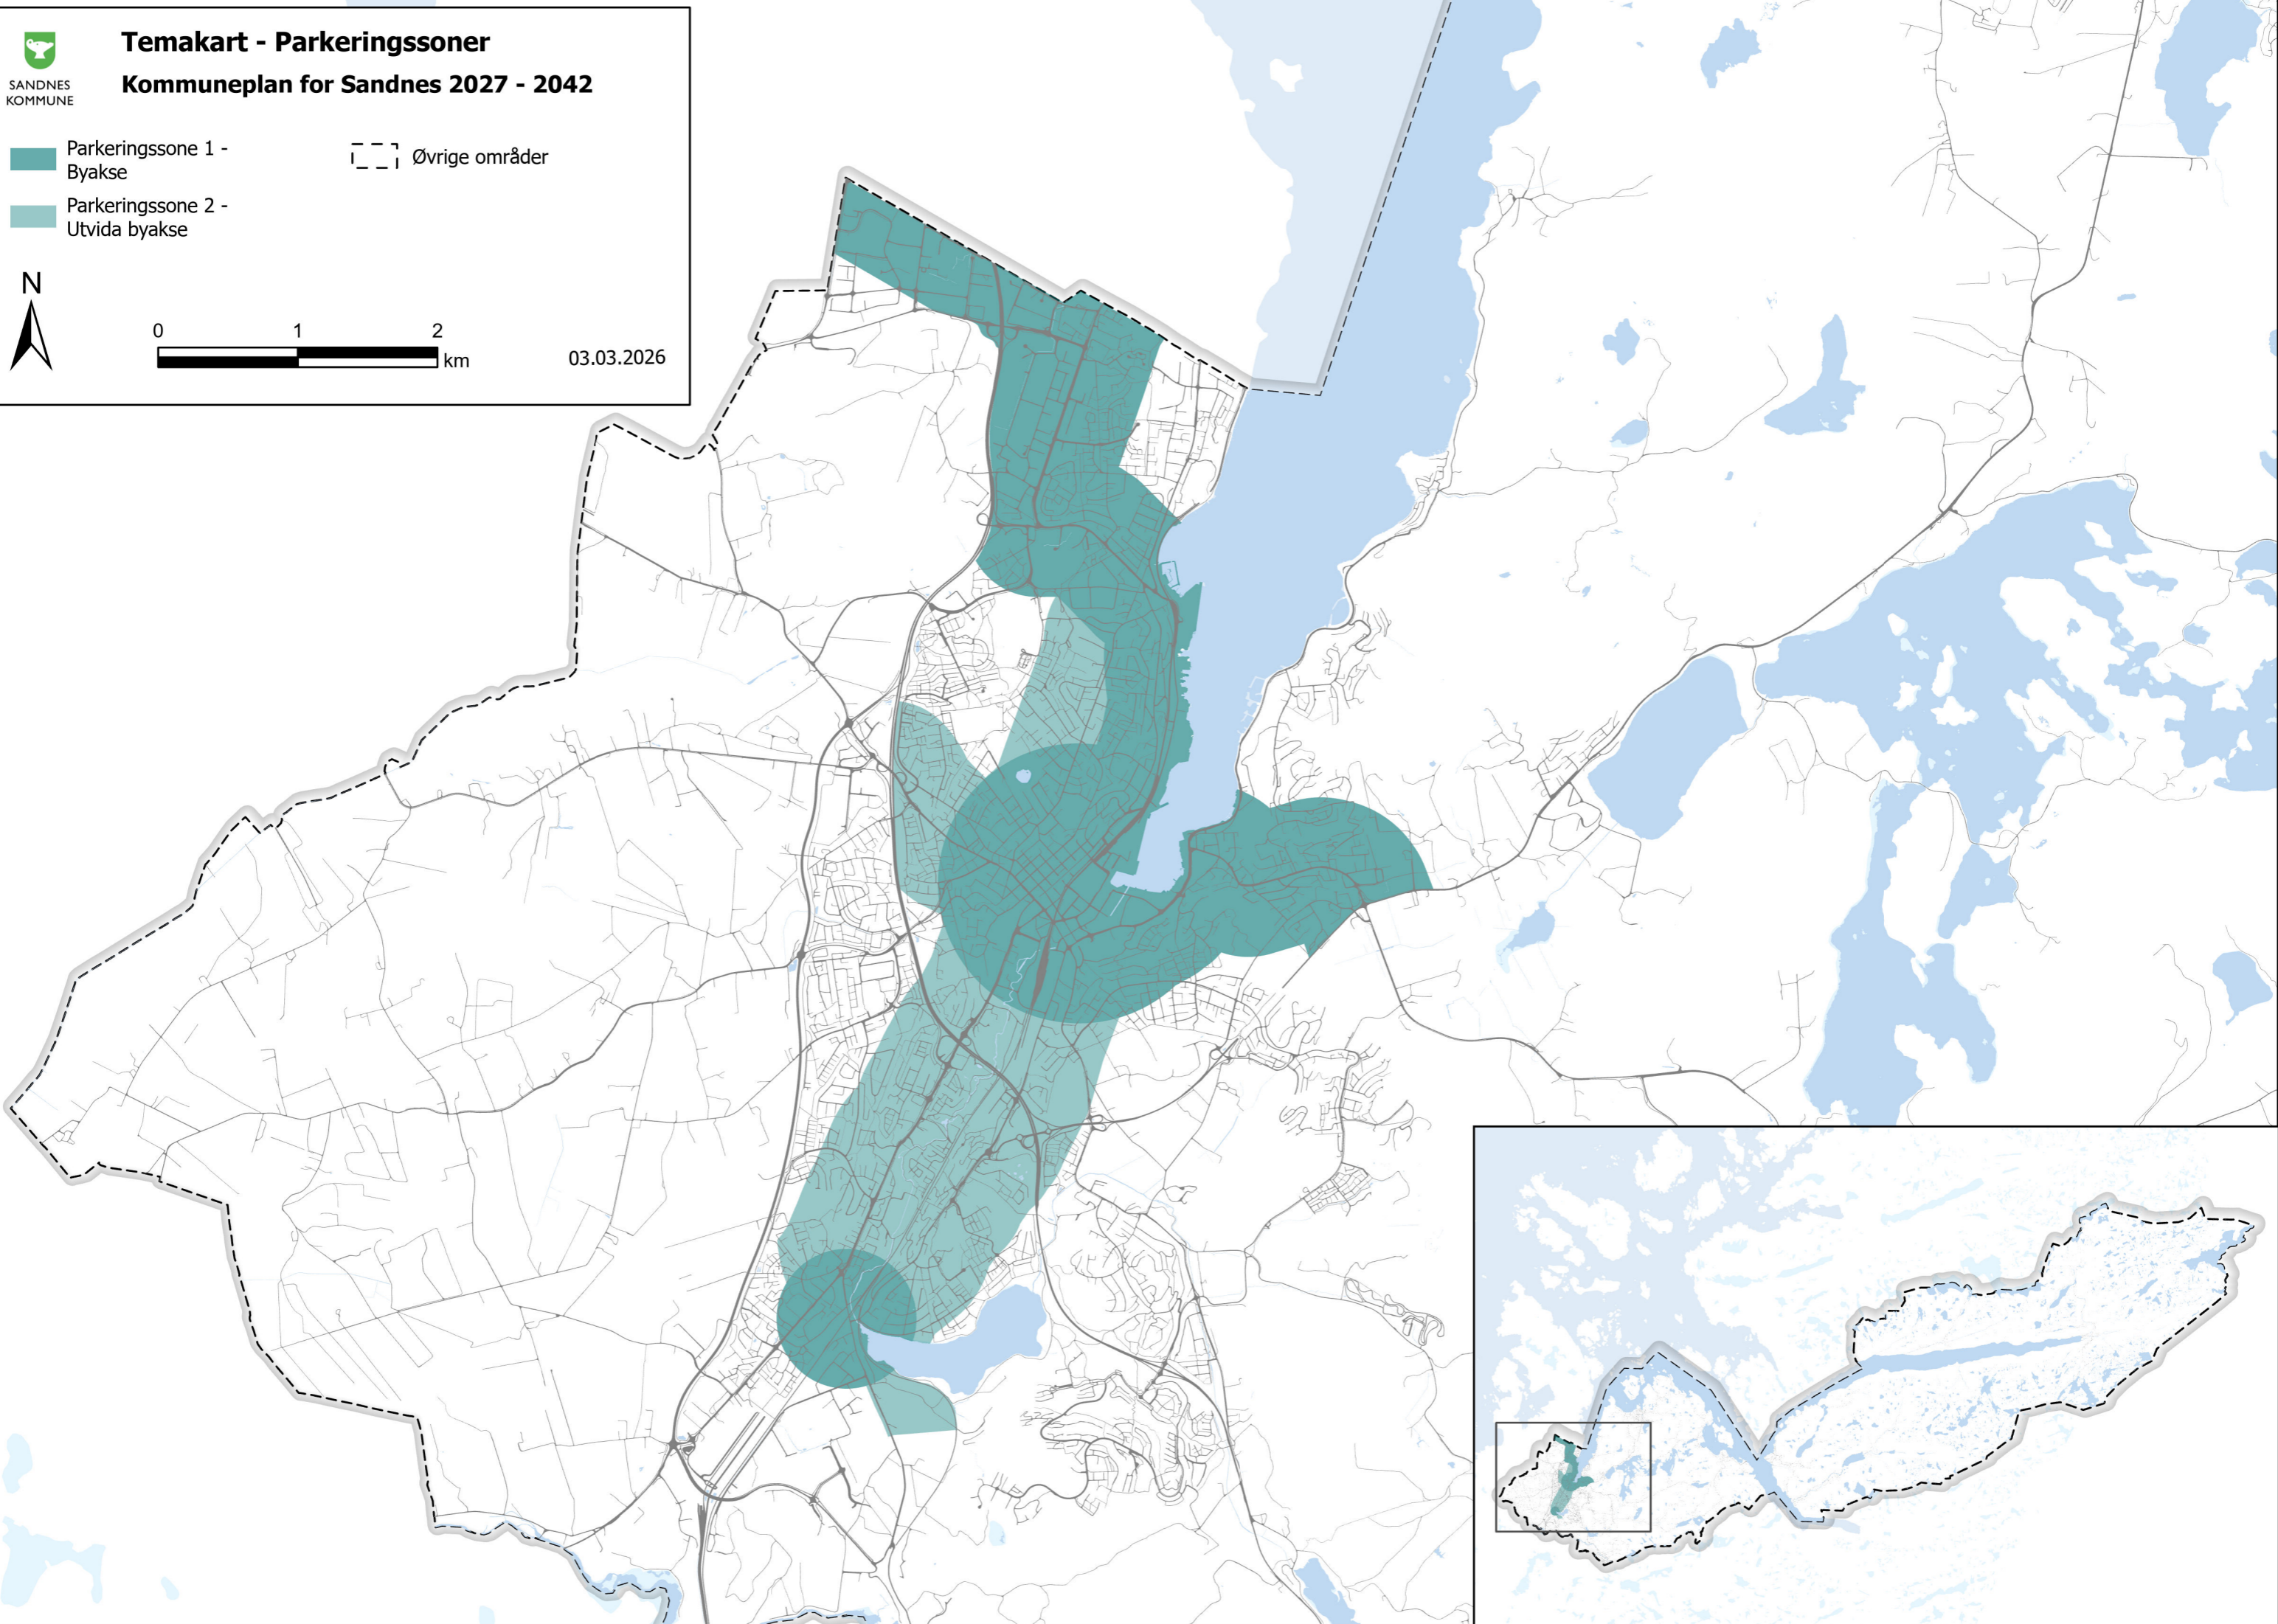 Temakart - Parkeringssoner
Kommuneplan for Sandnes 2027 - 2042
SANDNES
KOMMUNE
Parkeringssone 1 -
Byakse
Øvrige områder
Parkeringssone 2 -
Utvida byakse
N
0 1 2
km
03.03.2026